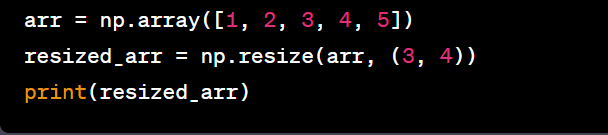 arr = np.array([1, 2, 3, 4, 5])
resized_arr = np.resize(arr, (3, 4))
print(resized_arr)